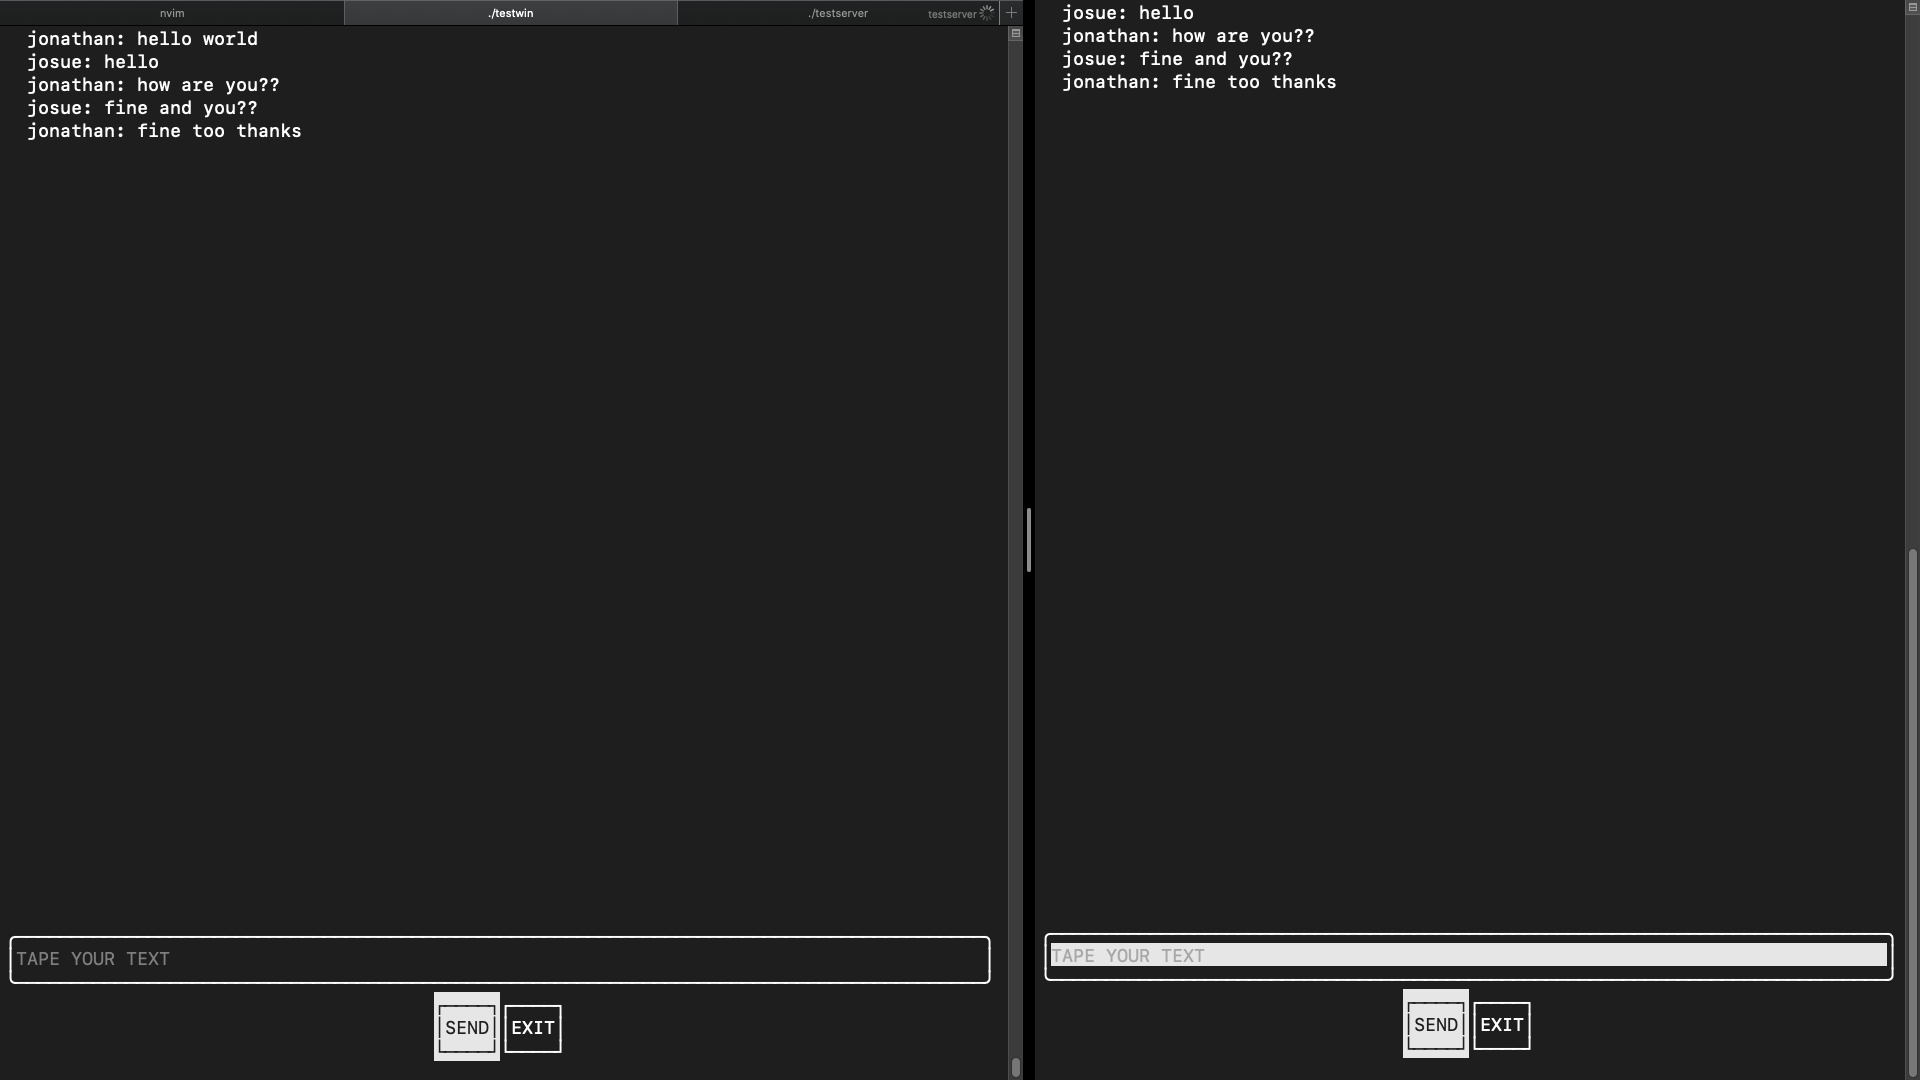 nvim
./testwin
./testserver
testserver
jonathan: hello world
josue: hello
jonathan: how are you??
josue: fine and you??
jonathan: fine too thanks
TAPE YOUR TEXT
SEND EXIT
josue: hello
jonathan: how are you??
josue: fine and you??
jonathan: fine too thanks
TAPE YOUR TEXT
SEND EXIT